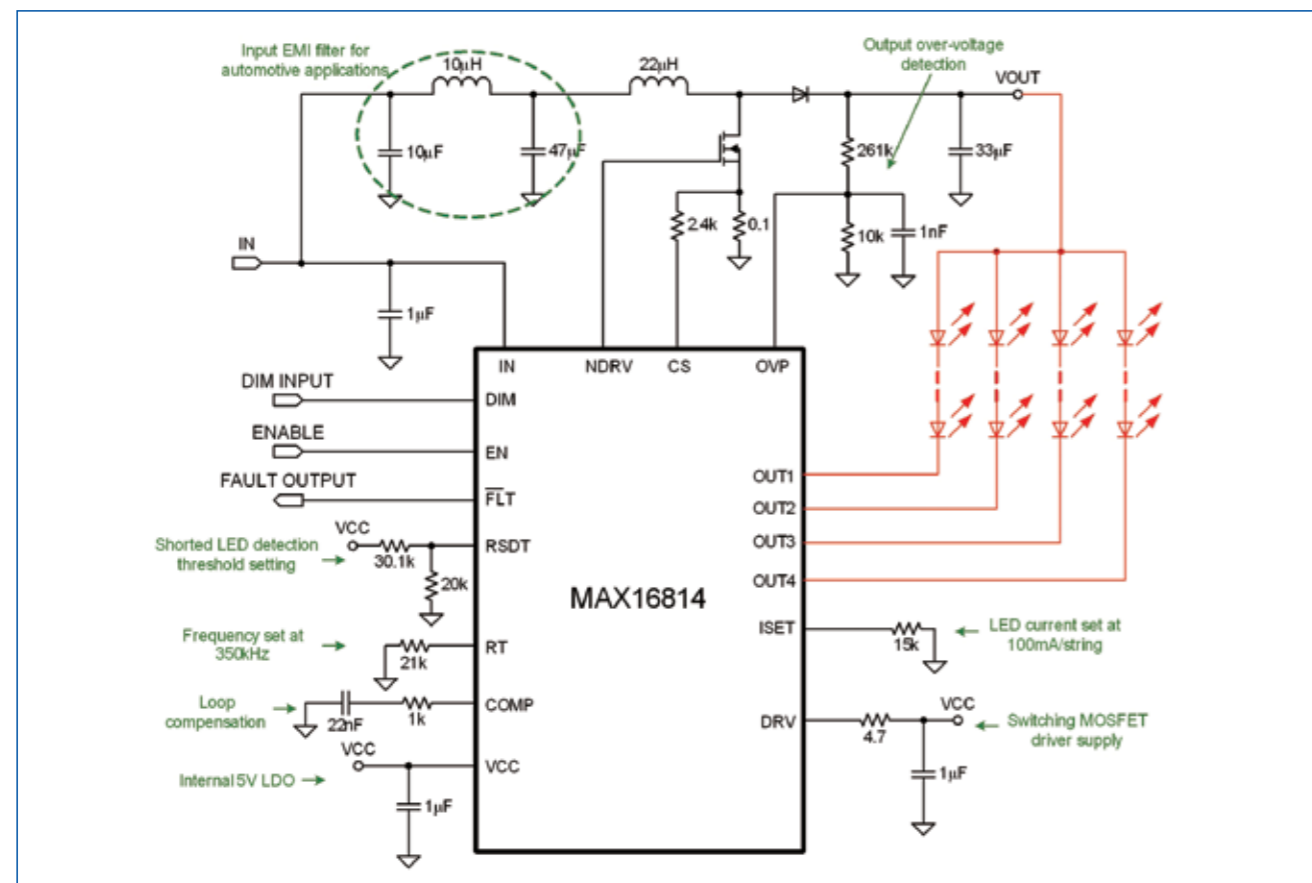 Input EMI filter for
automotive applications
10μH
22μH
Output over-voltage
detection
VOUT
10μF
47μF
261k
33μF
2.4k
0.1
10k
1nF
IN
1μF
IN
NDRV
CS
OVP
DIM INPUT
DIM
ENABLE
EN
FAULT OUTPUT
FLT
OUT1
OUT2
OUT3
OUT4
VCC
Shorted LED detection
threshold setting
30.1k
RSDT
20k
MAX16814
Frequency set at
350kHz
21k
RT
ISET
15k
LED current set at
100mA/string
Loop
compensation
22nF
1k
COMP
DRV
4.7
VCC
Switching MOSFET
driver supply
VCC
Internal 5V LDO
VCC
1μF
1μF